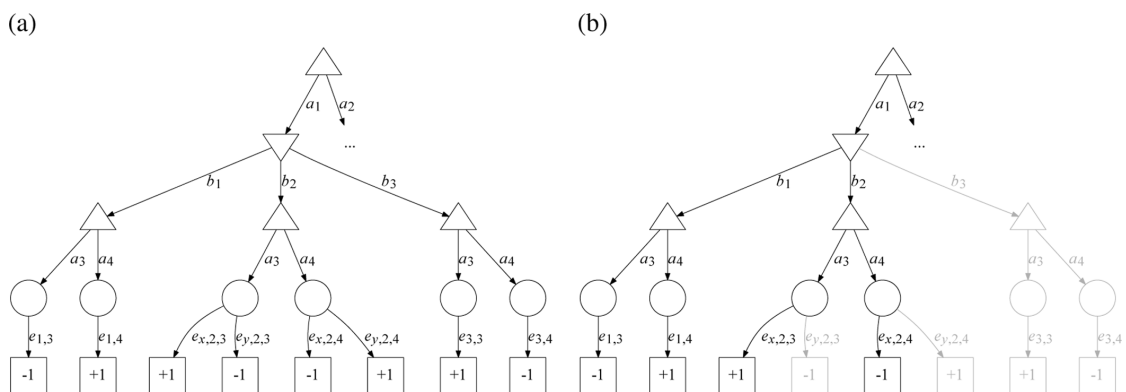 (a) (b)
a1 a2 a1 a2
... ...
b1 b2 b3 b1 b2 b3
a3 a4 a3 a4 a3 a4 a3 a4 a3 a4 a3 a4
e1,3 e1,4 ex,2,3 ey,2,3 ex,2,4 ey,2,4 e3,3 e3,4 e1,3 e1,4 ex,2,3 ey,2,3 ex,2,4 ey,2,4 e3,3 e3,4
-1 +1 +1 -1 -1 +1 +1 -1 -1 +1 +1 -1 -1 +1 +1 -1